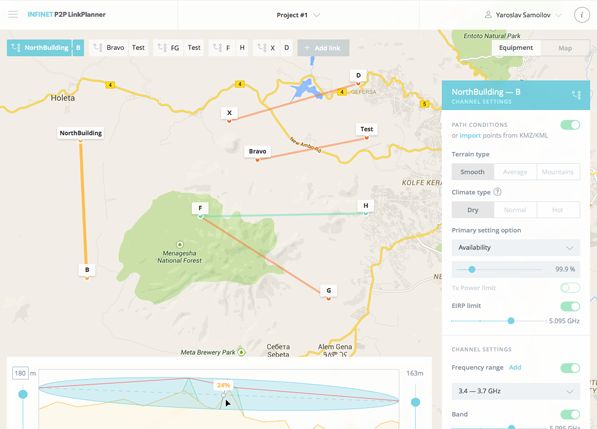 INFINET P2P LinkPlanner
Project #1
Yaroslav Samoilov
i
NorthBuilding B
Bravo Test
FG Test
F H
X D
+ Add link
Entoto Natural Park
Equipment
Map
Holeta
4
4
4
5
GEFERSA
D
X
Test
Bravo
New Ambo Rd
NorthBuilding
KOLFE KERA
F
H
Menagesha
National Forest
B
G
Себета
Sebeta
Alem Gena
Meta Brewery Park
NorthBuilding — B
CHANNEL SETTINGS
PATH CONDITIONS
or import points from KMZ/KML
Terrain type
Smooth
Average
Mountains
Climate type ?
Dry
Normal
Hot
Primary setting option
Availability
99.9 %
Tx Power limit
EIRP limit
5.095 GHz
CHANNEL SETTINGS
Frequency range Add
3.4 — 3.7 GHz
Band
5.095 GHz
180 m
24%
163m